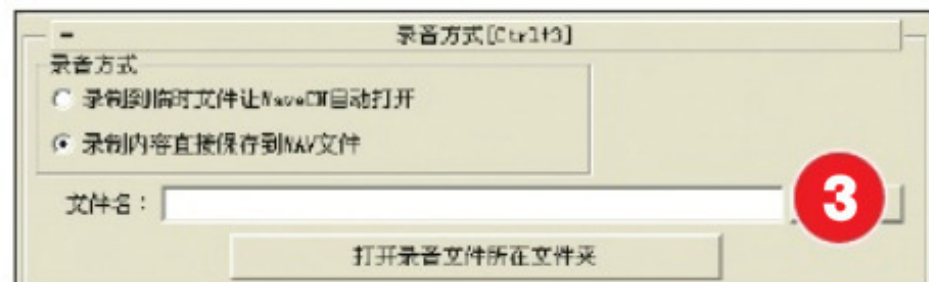 录音方式[Ctrl+3]
录音方式
录制到临时文件让WaveCN自动打开
录制内容直接保存到WAV文件
文件名：
3
打开录音文件所在文件夹